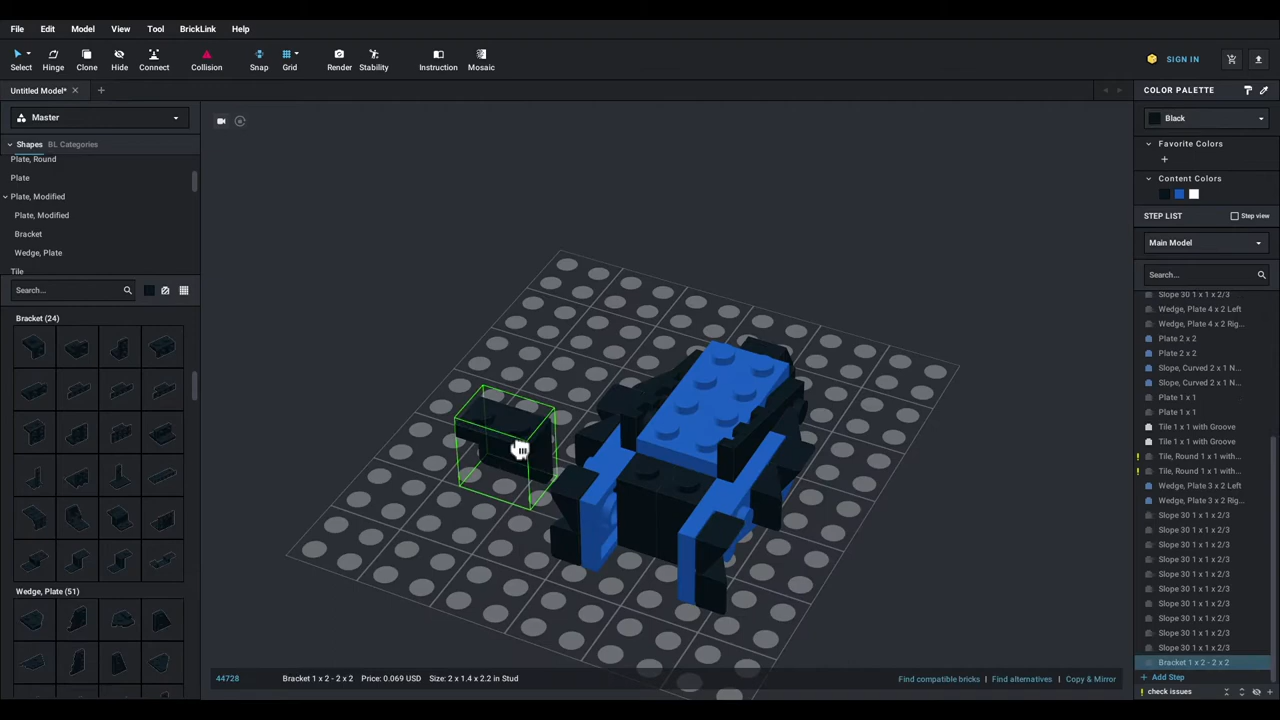 File Edit Model View Tool BrickLink Help
Select Hinge Clone Hide Connect Collision Snap Grid Render Stability Instruction Mosaic SIGN IN
Untitled Model*
Master
Shapes BL Categories
Plate, Round
Plate
Plate, Modified
Plate, Modified
Bracket
Wedge, Plate
Tile
Search...
Bracket (24)
Wedge, Plate (51)
44728 Bracket 1 x 2 - 2 x 2 Price: 0.069 USD Size: 2 x 1.4 x 2.2 in Stud Find compatible bricks Find alternatives Copy & Mirror
COLOR PALETTE
Black
Favorite Colors
Content Colors
STEP LIST Step view
Main Model
Search...
Slope 30 1 x 1 x 2/3
Wedge, Plate 4 x 2 Left
Wedge, Plate 4 x 2 Rig...
Plate 2 x 2
Plate 2 x 2
Slope, Curved 2 x 1 N...
Slope, Curved 2 x 1 N...
Plate 1 x 1
Plate 1 x 1
Tile 1 x 1 with Groove
Tile 1 x 1 with Groove
Tile, Round 1 x 1 with...
Tile, Round 1 x 1 with...
Wedge, Plate 3 x 2 Left
Wedge, Plate 3 x 2 Rig...
Slope 30 1 x 1 x 2/3
Slope 30 1 x 1 x 2/3
Slope 30 1 x 1 x 2/3
Slope 30 1 x 1 x 2/3
Slope 30 1 x 1 x 2/3
Slope 30 1 x 1 x 2/3
Slope 30 1 x 1 x 2/3
Slope 30 1 x 1 x 2/3
Slope 30 1 x 1 x 2/3
Slope 30 1 x 1 x 2/3
Bracket 1 x 2 - 2 x 2
+ Add Step
check issues